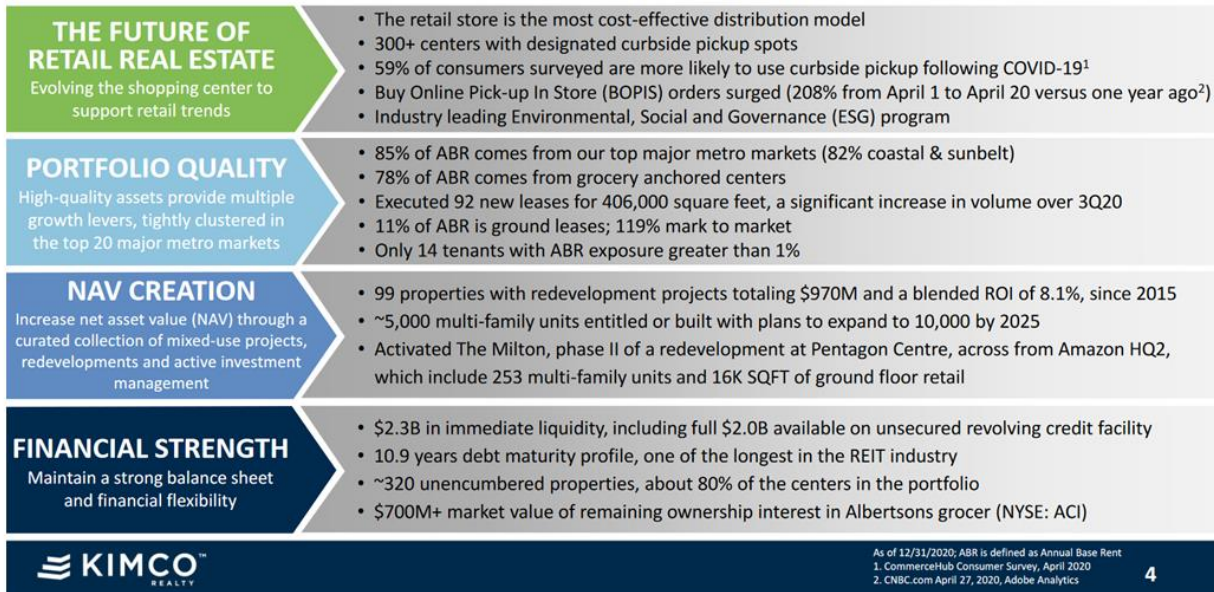 THE FUTURE OF
RETAIL REAL ESTATE
Evolving the shopping center to
support retail trends
• The retail store is the most cost-effective distribution model
• 300+ centers with designated curbside pickup spots
• 59% of consumers surveyed are more likely to use curbside pickup following COVID-19¹
• Buy Online Pick-up In Store (BOPIS) orders surged (208% from April 1 to April 20 versus one year ago²)
• Industry leading Environmental, Social and Governance (ESG) program
PORTFOLIO QUALITY
High-quality assets provide multiple
growth levers, tightly clustered in
the top 20 major metro markets
• 85% of ABR comes from our top major metro markets (82% coastal & sunbelt)
• 78% of ABR comes from grocery anchored centers
• Executed 92 new leases for 406,000 square feet, a significant increase in volume over 3Q20
• 11% of ABR is ground leases; 119% mark to market
• Only 14 tenants with ABR exposure greater than 1%
NAV CREATION
Increase net asset value (NAV) through a
curated collection of mixed-use projects,
redevelopments and active investment
management
• 99 properties with redevelopment projects totaling $970M and a blended ROI of 8.1%, since 2015
• ~5,000 multi-family units entitled or built with plans to expand to 10,000 by 2025
• Activated The Milton, phase II of a redevelopment at Pentagon Centre, across from Amazon HQ2,
which include 253 multi-family units and 16K SQFT of ground floor retail
FINANCIAL STRENGTH
Maintain a strong balance sheet
and financial flexibility
• $2.3B in immediate liquidity, including full $2.0B available on unsecured revolving credit facility
• 10.9 years debt maturity profile, one of the longest in the REIT industry
• ~320 unencumbered properties, about 80% of the centers in the portfolio
• $700M+ market value of remaining ownership interest in Albertsons grocer (NYSE: ACI)
KIMCO™
REALTY
As of 12/31/2020; ABR is defined as Annual Base Rent
1. CommerceHub Consumer Survey, April 2020
2. CNBC.com April 27, 2020, Adobe Analytics
4